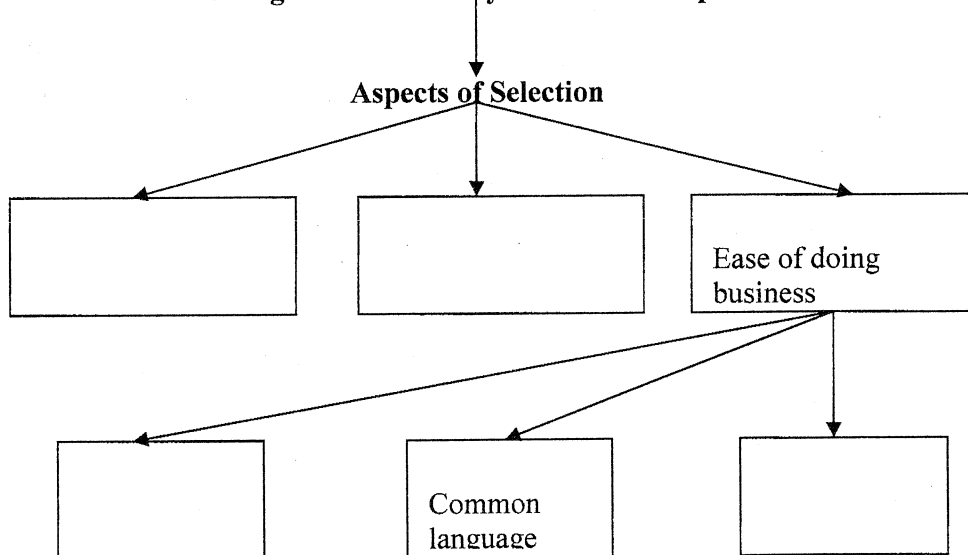 Aspects of Selection
Ease of doing
business
Common
language